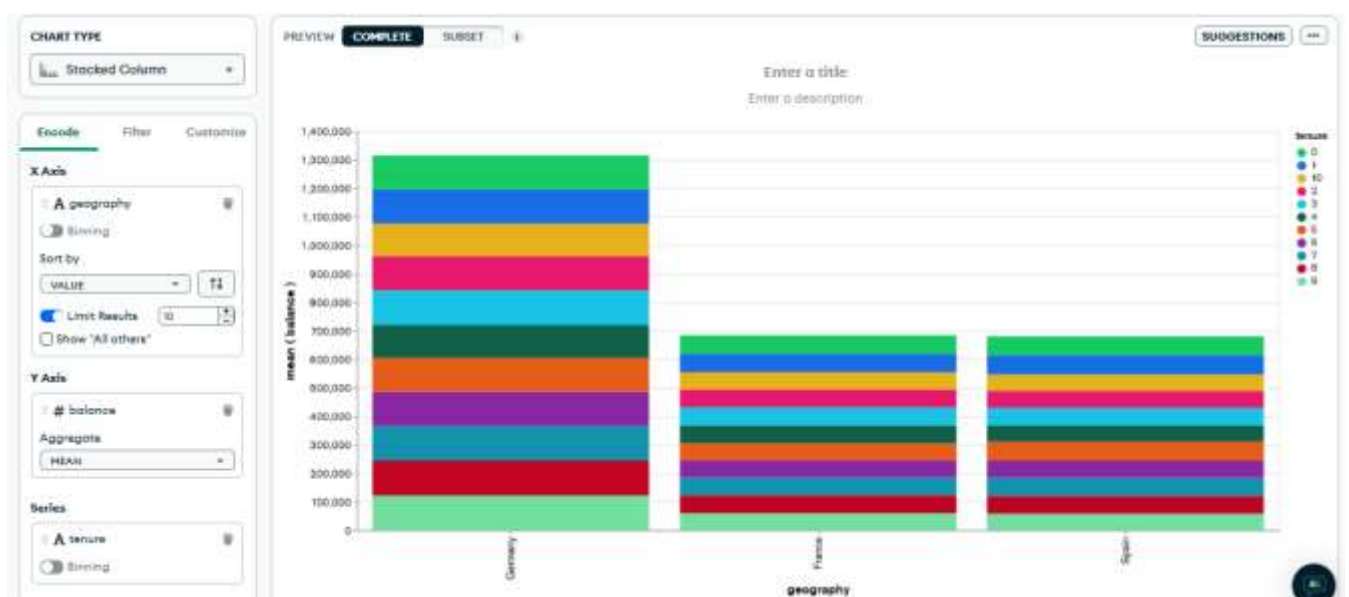 CHART TYPE
Stacked Column
Encode Filter Customize
X Axis
A geography
Binning
Sort by
VALUE
Limit Results 10
Show "All others"
Y Axis
# balance
Aggregate
MEAN
Series
A tenure
Binning
PREVIEW COMPLETE SUBSET
SUGGESTIONS
Enter a title
Enter a description
mean ( balance )
1,400,000
1,300,000
1,200,000
1,100,000
1,000,000
900,000
800,000
700,000
600,000
500,000
400,000
300,000
200,000
100,000
0
Germany
France
Spain
geography
tenure
0
1
10
2
3
4
5
6
7
8
9